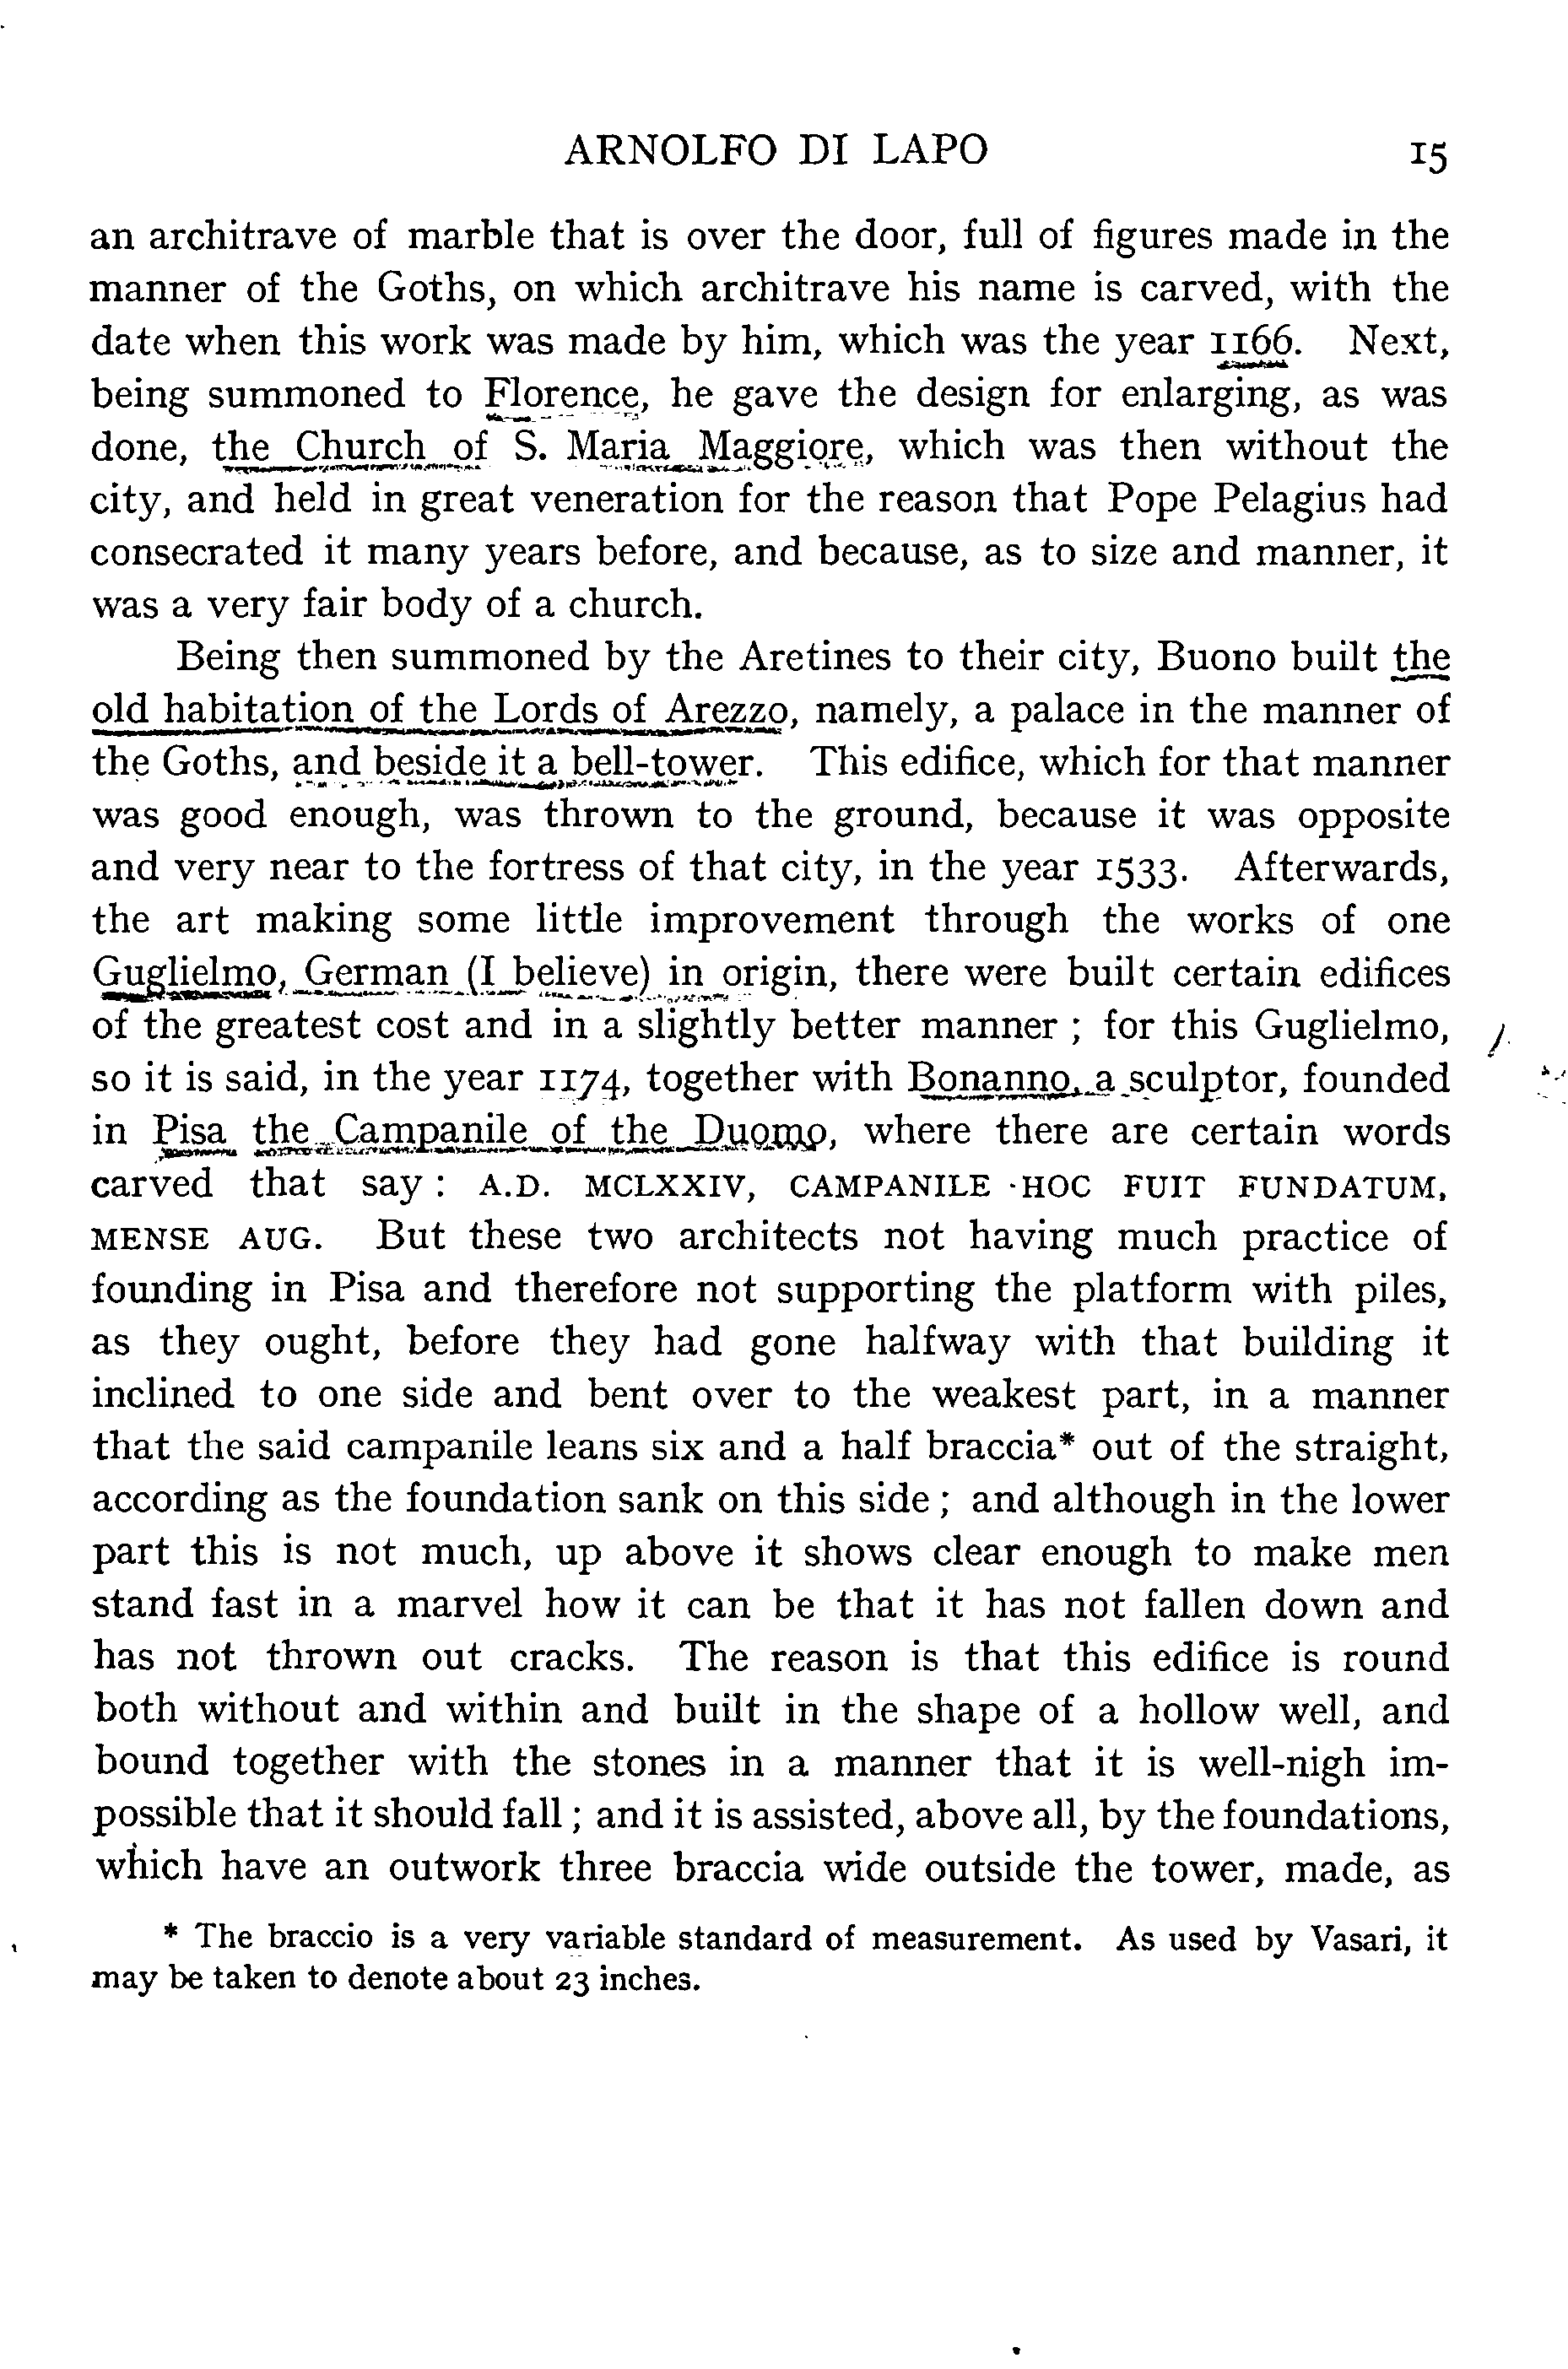 ARNOLFO DI LAPO 15
an architrave of marble that is over the door, full of figures made in the
manner of the Goths, on which architrave his name is carved, with the
date when this work was made by him, which was the year 1166. Next,
being summoned to Florence, he gave the design for enlarging, as was
done, the Church of S. Maria Maggiore, which was then without the
city, and held in great veneration for the reason that Pope Pelagius had
consecrated it many years before, and because, as to size and manner, it
was a very fair body of a church.
Being then summoned by the Aretines to their city, Buono built the
old habitation of the Lords of Arezzo, namely, a palace in the manner of
the Goths, and beside it a bell-tower. This edifice, which for that manner
was good enough, was thrown to the ground, because it was opposite
and very near to the fortress of that city, in the year 1533. Afterwards,
the art making some little improvement through the works of one
Guglielmo, German (I believe) in origin, there were built certain edifices
of the greatest cost and in a slightly better manner ; for this Guglielmo,
so it is said, in the year 1174, together with Bonanno, a sculptor, founded
in Pisa the Campanile of the Duomo, where there are certain words
carved that say : A.D. MCLXXIV, CAMPANILE HOC FUIT FUNDATUM,
MENSE AUG. But these two architects not having much practice of
founding in Pisa and therefore not supporting the platform with piles,
as they ought, before they had gone halfway with that building it
inclined to one side and bent over to the weakest part, in a manner
that the said campanile leans six and a half braccia* out of the straight,
according as the foundation sank on this side ; and although in the lower
part this is not much, up above it shows clear enough to make men
stand fast in a marvel how it can be that it has not fallen down and
has not thrown out cracks. The reason is that this edifice is round
both without and within and built in the shape of a hollow well, and
bound together with the stones in a manner that it is well-nigh im-
possible that it should fall ; and it is assisted, above all, by the foundations,
which have an outwork three braccia wide outside the tower, made, as
* The braccio is a very variable standard of measurement. As used by Vasari, it
may be taken to denote about 23 inches.